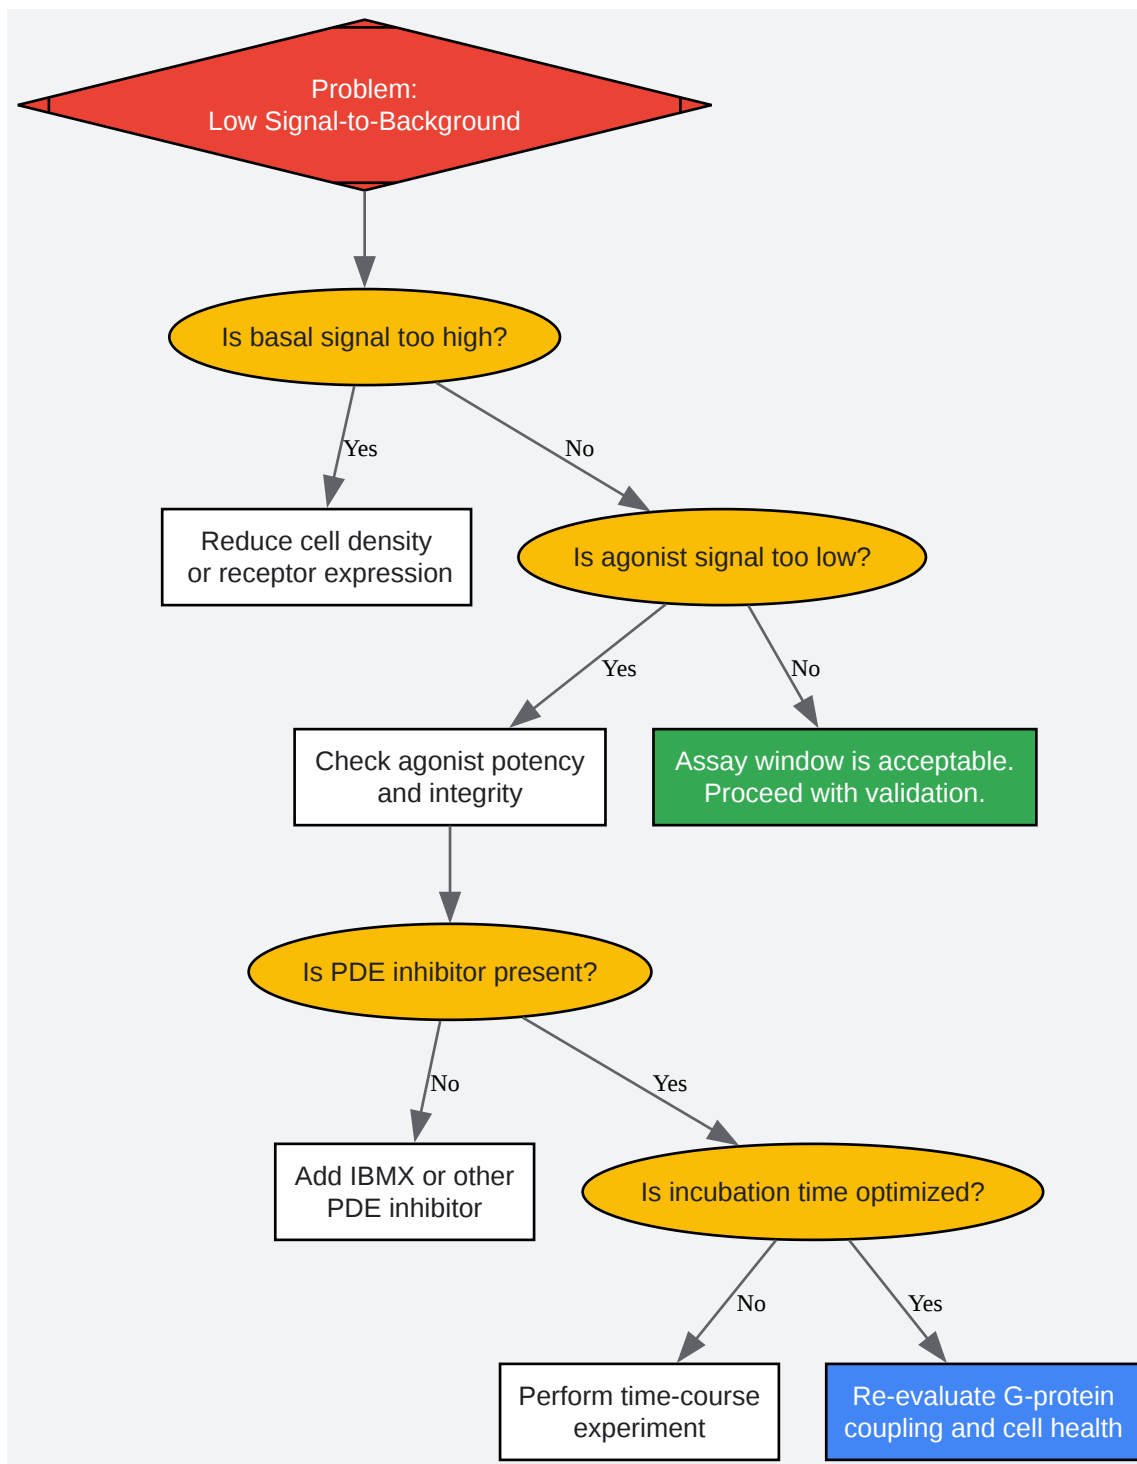 Problem:
Low Signal-to-Background
Is basal signal too high?
Yes
No
Reduce cell density
or receptor expression
Is agonist signal too low?
Yes
No
Check agonist potency
and integrity
Assay window is acceptable.
Proceed with validation.
Is PDE inhibitor present?
No
Yes
Add IBMX or other
PDE inhibitor
Is incubation time optimized?
No
Yes
Perform time-course
experiment
Re-evaluate G-protein
coupling and cell health